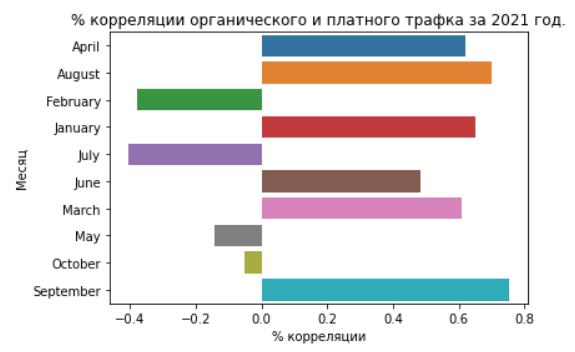 % корреляции органического и платного трафка за 2021 год.
April
August
February
January
July
June
March
May
October
September
Месяц
−0.4 −0.2 0.0 0.2 0.4 0.6 0.8
% корреляции